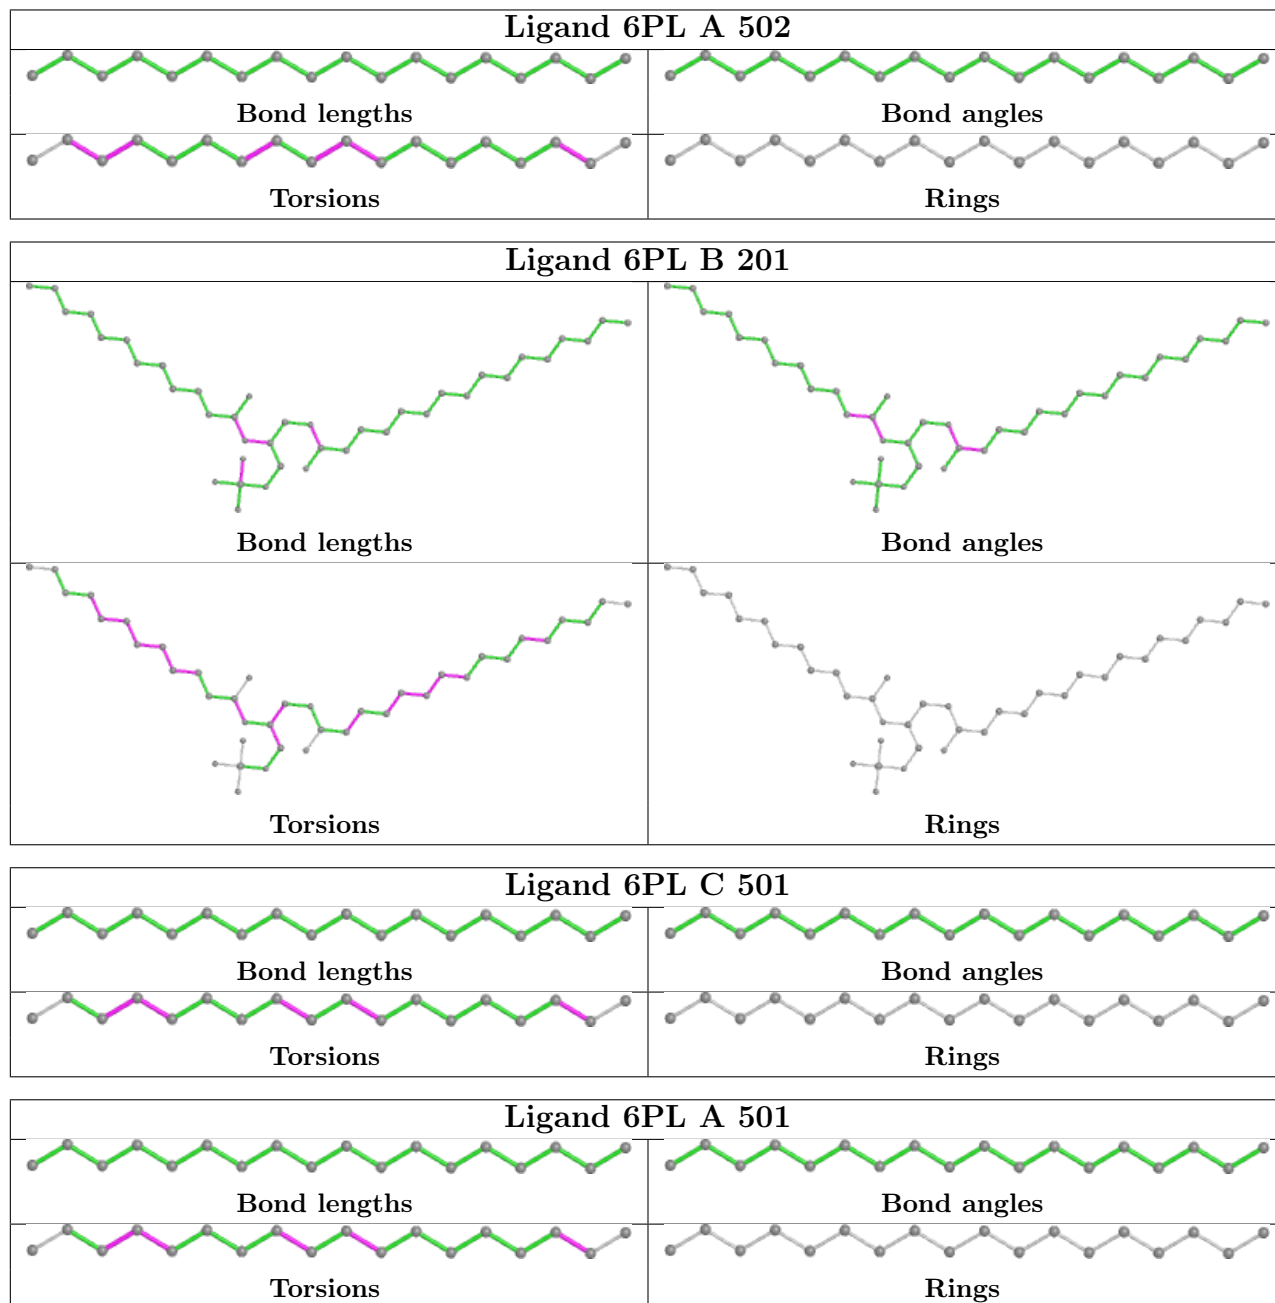 Ligand 6PL A 502
Bond lengths
Bond angles
Torsions
Rings
Ligand 6PL B 201
Bond lengths
Bond angles
Torsions
Rings
Ligand 6PL C 501
Bond lengths
Bond angles
Torsions
Rings
Ligand 6PL A 501
Bond lengths
Bond angles
Torsions
Rings